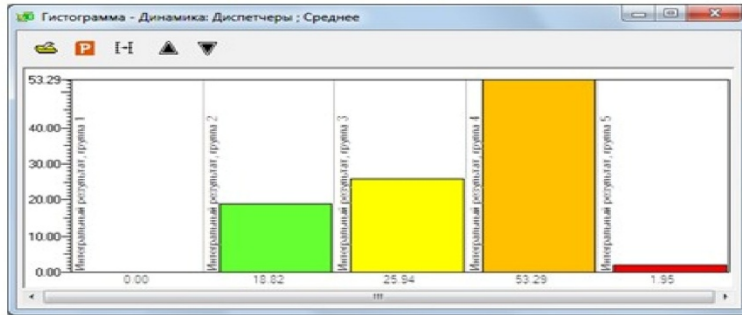 Гистограмма - Динамика: Диспетчеры ; Среднее
P
53.29
40.00
30.00
20.00
10.00
0.00
Интегральный результат, группа 1
Интегральный результат, группа 2
Интегральный результат, группа 3
Интегральный результат, группа 4
Интегральный результат, группа 5
0.00
18.82
25.94
53.29
1.95